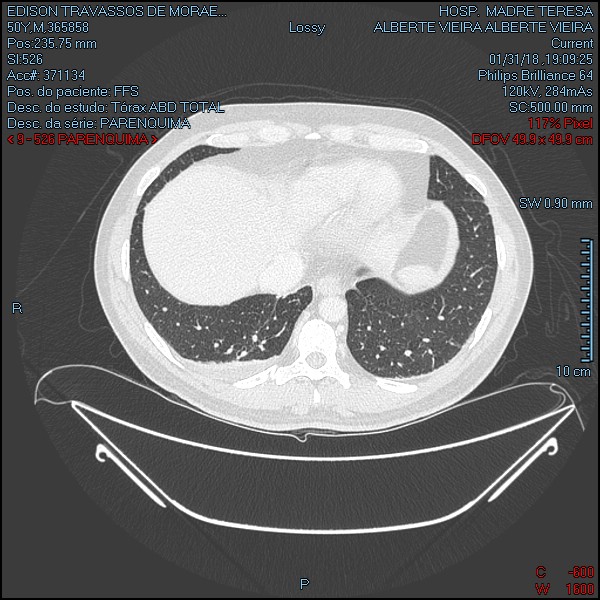 EDISON TRAVASSOS DE MORAE...
50Y,M,365858
Pos:235.75 mm
SI:526
Acc#: 371134
Pos. do paciente: FFS
Desc. do estudo: Tórax ABD TOTAL
Desc. da série: PARENQUIMA
< 9 - 526 PARENQUIMA >
Lossy
HOSP. MADRE TERESA
ALBERTE VIEIRA ALBERTE VIEIRA
Current
01/31/18 ,19:09:25
Philips Brilliance 64
120kV, 284mAs
SC:500.00 mm
117% Pixel
DFOV 49.9 x 49.9 cm
SW 0.90 mm
R
10 cm
P
C -600
W 1600